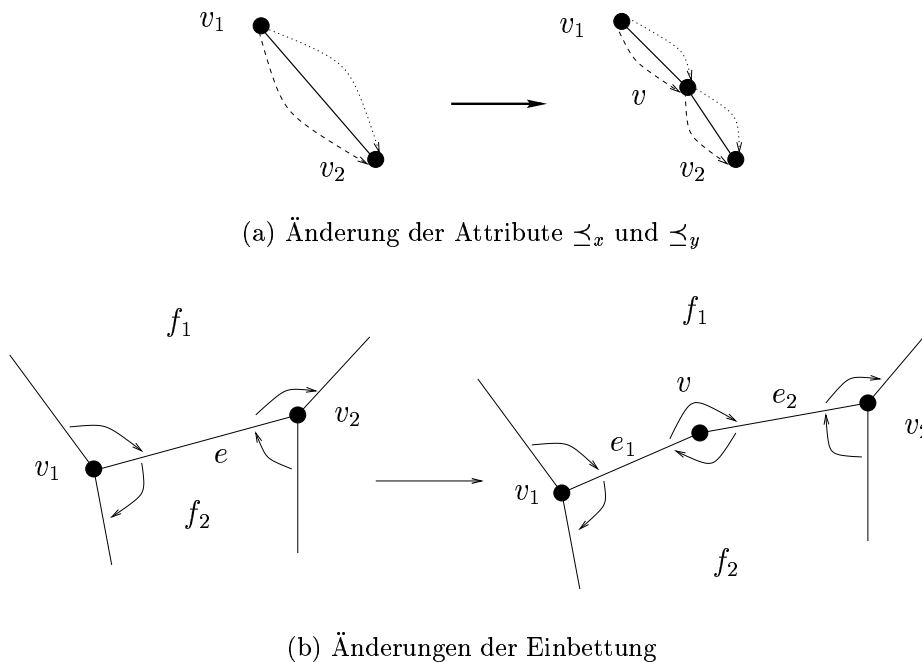 v₁ v₁
v
v₂ v₂
(a) Änderung der Attribute ⪯ₓ und ⪯ᵧ
f₁ f₁
v e₂
v₂ v₂
e e₁
v₁ v₁
f₂
f₂
(b) Änderungen der Einbettung